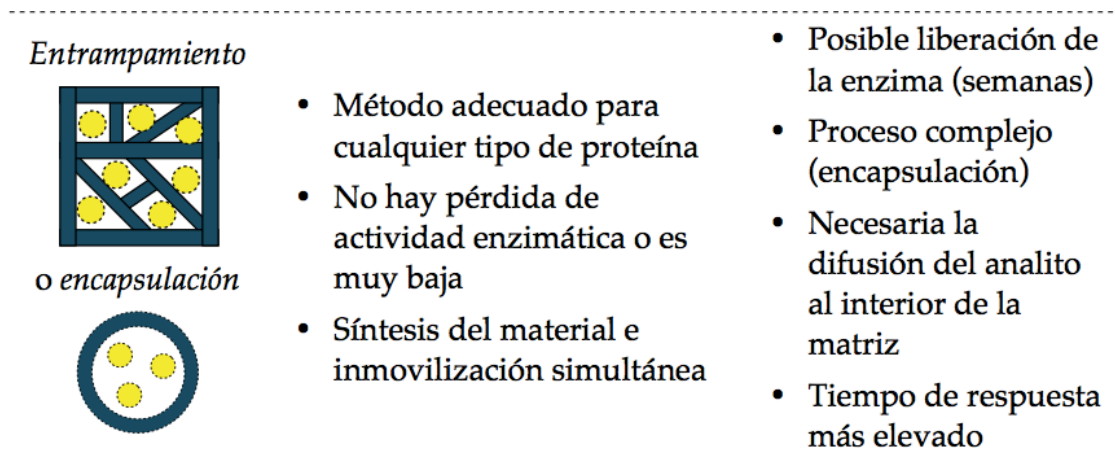 Entrampamiento
o encapsulación
• Método adecuado para
cualquier tipo de proteína
• No hay pérdida de
actividad enzimática o es
muy baja
• Síntesis del material e
inmovilización simultánea
• Posible liberación de
la enzima (semanas)
• Proceso complejo
(encapsulación)
• Necesaria la
difusión del analito
al interior de la
matriz
• Tiempo de respuesta
más elevado